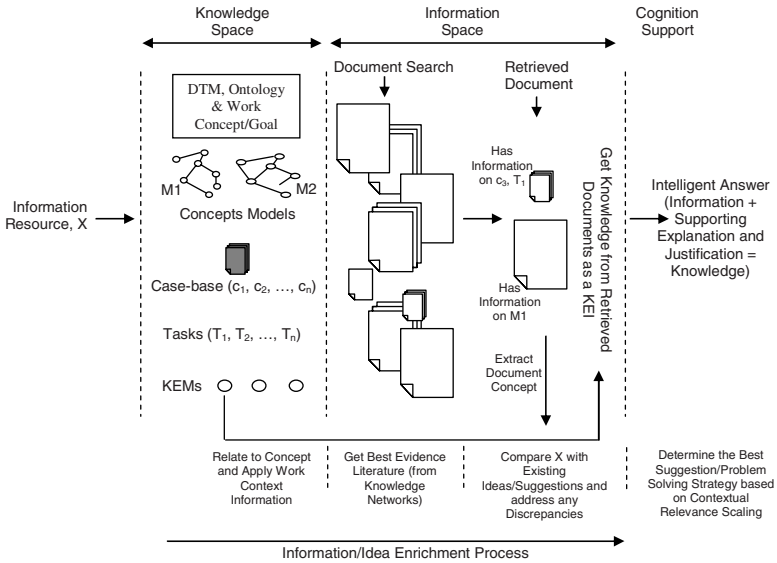 Knowledge
Space
Information
Space
Cognition
Support
DTM, Ontology
& Work
Concept/Goal
M1
M2
Concepts Models
Information
Resource, X
Case-base (c1, c2, …, cn)
Tasks (T1, T2, …, Tn)
KEMs
Document Search
Retrieved
Document
Has
Information
on c3, T1
Has
Information
on M1
Extract
Document
Concept
Get Knowledge from Retrieved
Documents as a KEI
Intelligent Answer
(Information +
Supporting
Explanation and
Justification =
Knowledge)
Relate to Concept
and Apply Work
Context
Information
Get Best Evidence
Literature (from
Knowledge
Networks)
Compare X with
Existing
Ideas/Suggestions and
address any
Discrepancies
Determine the Best
Suggestion/Problem
Solving Strategy based
on Contextual
Relevance Scaling
Information/Idea Enrichment Process